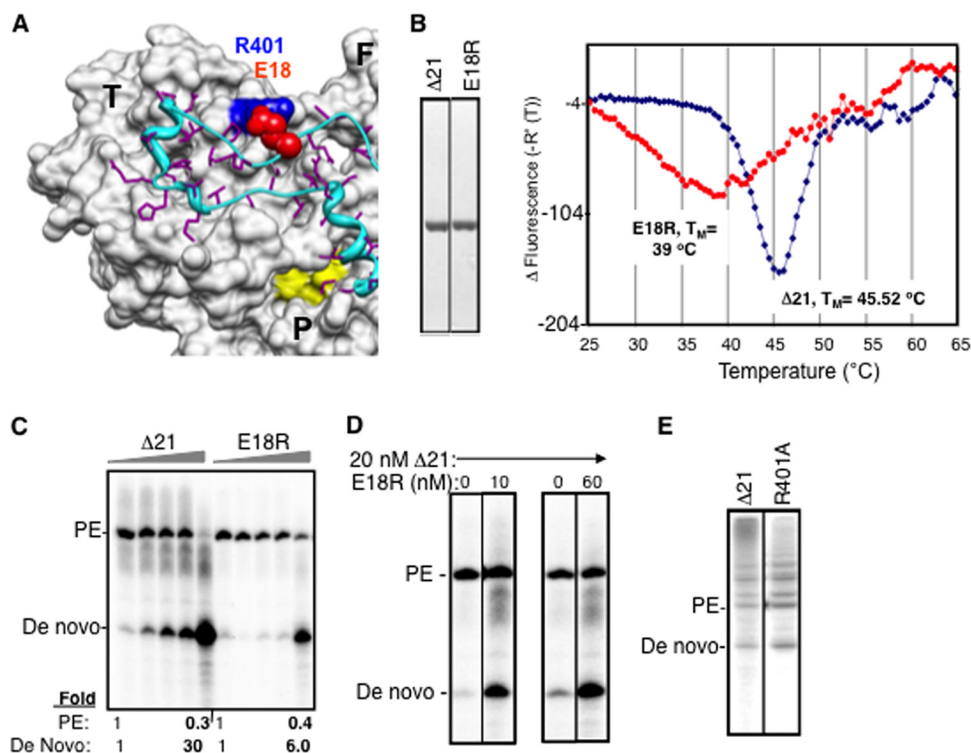 A
R401
E18
T
F
P
B
Δ21
E18R
Δ Fluorescence (-R' (T))
-4
-104
-204
E18R, TM=
39 °C
Δ21, TM= 45.52 °C
25 30 35 40 45 50 55 60 65
Temperature (°C)
C
Δ21 E18R
PE-
De novo-
Fold
PE: 1 0.3 1 0.4
De Novo: 1 30 1 6.0
D
20 nM Δ21:
E18R (nM): 0 10 0 60
PE -
De novo -
E
Δ21
R401A
PE-
De novo-